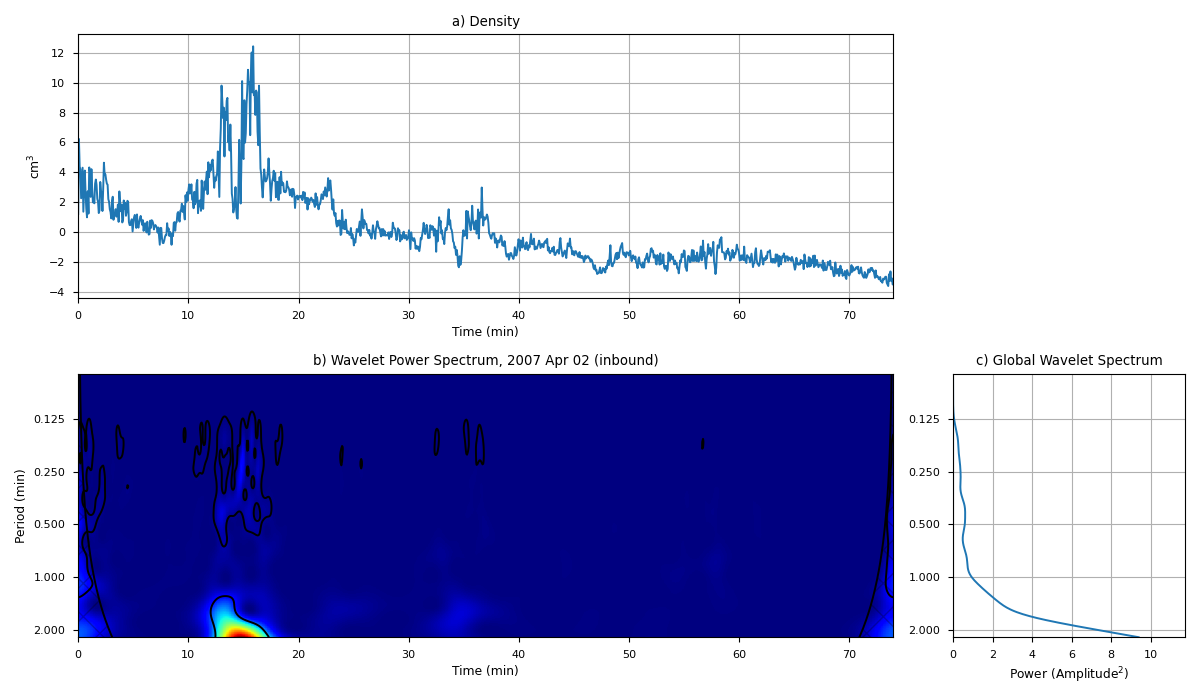 a) Density
12
10
8
6
4
2
0
−2
−4
cm³
0 10 20 30 40 50 60 70
Time (min)
b) Wavelet Power Spectrum, 2007 Apr 02 (inbound)
0.125
0.250
0.500
1.000
2.000
Period (min)
0 10 20 30 40 50 60 70
Time (min)
c) Global Wavelet Spectrum
0.125
0.250
0.500
1.000
2.000
0 2 4 6 8 10
Power (Amplitude²)